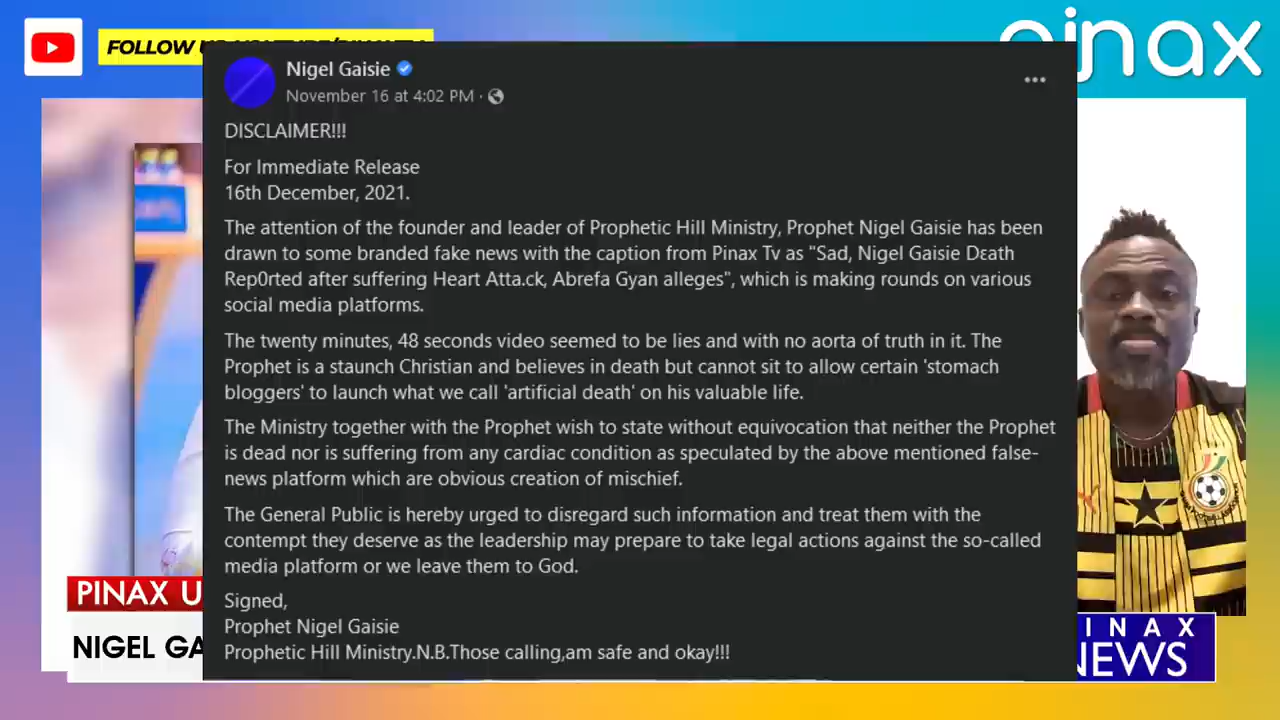 FOLLOW US
pinax
Nigel Gaisie
November 16 at 4:02 PM ·
DISCLAIMER!!!
For Immediate Release
16th December, 2021.
The attention of the founder and leader of Prophetic Hill Ministry, Prophet Nigel Gaisie has been
drawn to some branded fake news with the caption from Pinax Tv as "Sad, Nigel Gaisie Dεath
Rep0rted after suffering Heart Atta.ck, Abrefa Gyan alleges", which is making rounds on various
social media platforms.
The twenty minutes, 48 seconds video seemed to be lies and with no aorta of truth in it. The
Prophet is a staunch Christian and believes in death but cannot sit to allow certain 'stomach
bloggers' to launch what we call 'artificial death' on his valuable life.
The Ministry together with the Prophet wish to state without equivocation that neither the Prophet
is dead nor is suffering from any cardiac condition as speculated by the above mentioned false-
news platform which are obvious creation of mischief.
The General Public is hereby urged to disregard such information and treat them with the
contempt they deserve as the leadership may prepare to take legal actions against the so-called
media platform or we leave them to God.
Signed,
Prophet Nigel Gaisie
Prophetic Hill Ministry.N.B.Those calling,am safe and okay!!!
PINAX U
NIGEL GA
INAX
NEWS